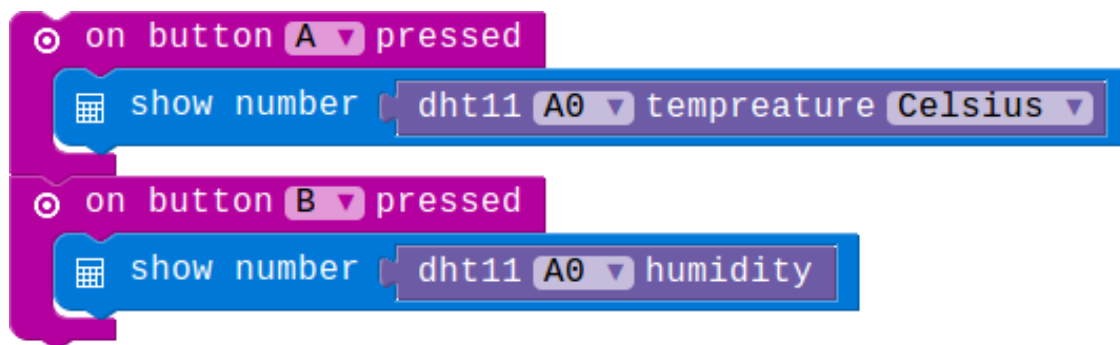 on button A ▼ pressed
show number dht11 A0 ▼ tempreature Celsius ▼
on button B ▼ pressed
show number dht11 A0 ▼ humidity